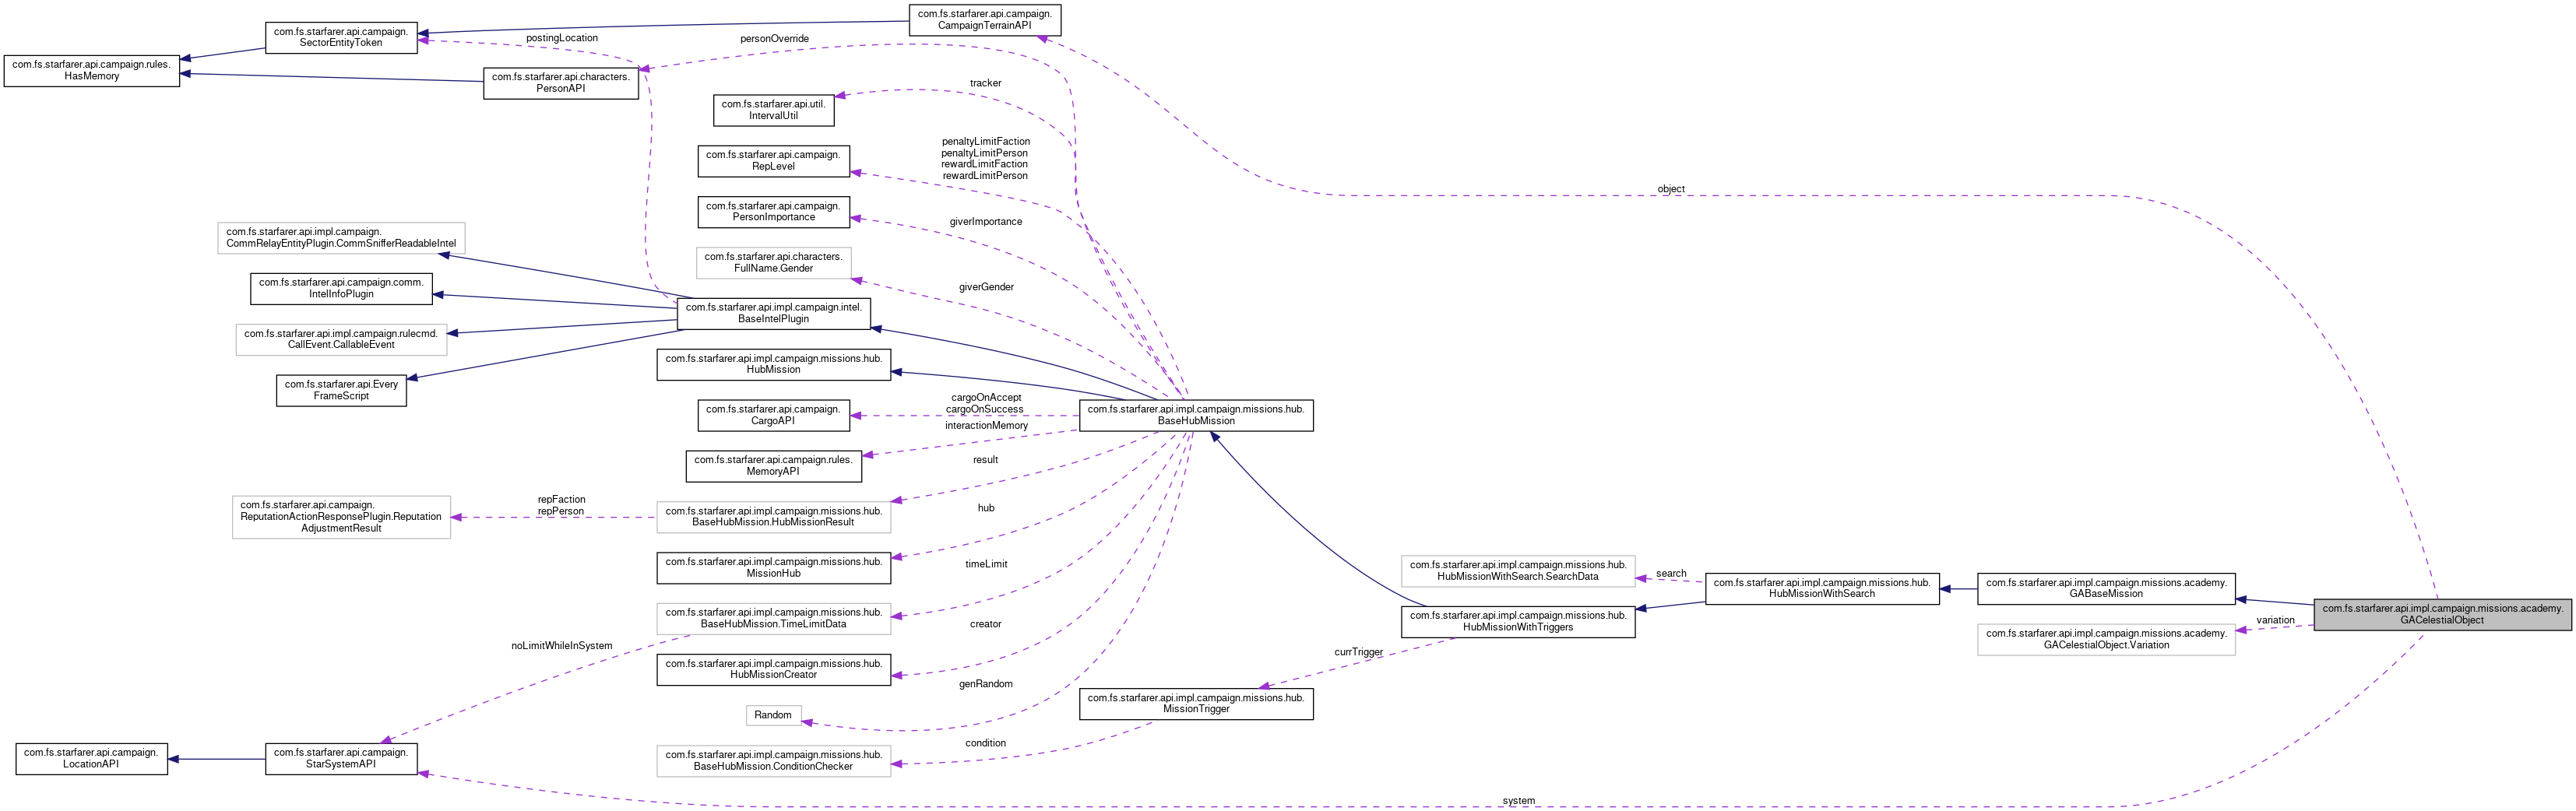 com.fs.starfarer.api.campaign.
CampaignTerrainAPI
com.fs.starfarer.api.campaign.
SectorEntityToken
postingLocation
personOverride
com.fs.starfarer.api.campaign.rules.
HasMemory
com.fs.starfarer.api.characters.
PersonAPI
tracker
com.fs.starfarer.api.util.
IntervalUtil
penaltyLimitFaction
penaltyLimitPerson
rewardLimitFaction
rewardLimitPerson
com.fs.starfarer.api.campaign.
RepLevel
object
com.fs.starfarer.api.campaign.
PersonImportance
giverImportance
com.fs.starfarer.api.impl.campaign.
CommRelayEntityPlugin.CommSnifferReadableIntel
com.fs.starfarer.api.characters.
FullName.Gender
giverGender
com.fs.starfarer.api.campaign.comm.
IntelInfoPlugin
com.fs.starfarer.api.impl.campaign.intel.
BaseIntelPlugin
com.fs.starfarer.api.impl.campaign.rulecmd.
CallEvent.CallableEvent
com.fs.starfarer.api.impl.campaign.missions.hub.
HubMission
com.fs.starfarer.api.Every
FrameScript
com.fs.starfarer.api.campaign.
CargoAPI
cargoOnAccept
cargoOnSuccess
com.fs.starfarer.api.impl.campaign.missions.hub.
BaseHubMission
interactionMemory
com.fs.starfarer.api.campaign.rules.
MemoryAPI
result
com.fs.starfarer.api.campaign.
ReputationActionResponsePlugin.Reputation
AdjustmentResult
repFaction
repPerson
com.fs.starfarer.api.impl.campaign.missions.hub.
BaseHubMission.HubMissionResult
hub
com.fs.starfarer.api.impl.campaign.missions.hub.
MissionHub
timeLimit
com.fs.starfarer.api.impl.campaign.missions.hub.
HubMissionWithSearch.SearchData
search
com.fs.starfarer.api.impl.campaign.missions.hub.
HubMissionWithSearch
com.fs.starfarer.api.impl.campaign.missions.academy.
GABaseMission
com.fs.starfarer.api.impl.campaign.missions.academy.
GACelestialObject
com.fs.starfarer.api.impl.campaign.missions.hub.
BaseHubMission.TimeLimitData
com.fs.starfarer.api.impl.campaign.missions.hub.
HubMissionWithTriggers
variation
com.fs.starfarer.api.impl.campaign.missions.academy.
GACelestialObject.Variation
creator
noLimitWhileInSystem
currTrigger
com.fs.starfarer.api.impl.campaign.missions.hub.
HubMissionCreator
genRandom
com.fs.starfarer.api.impl.campaign.missions.hub.
MissionTrigger
Random
condition
com.fs.starfarer.api.campaign.
LocationAPI
com.fs.starfarer.api.campaign.
StarSystemAPI
com.fs.starfarer.api.impl.campaign.missions.hub.
BaseHubMission.ConditionChecker
system